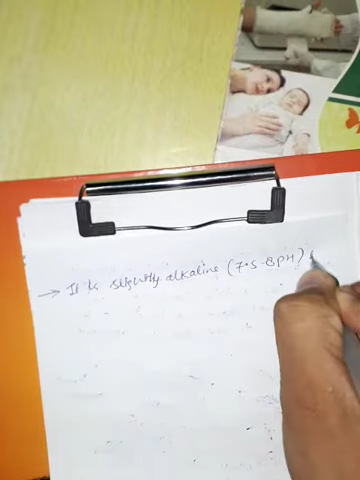 → It is slightly alkaline (7.5-8PH)